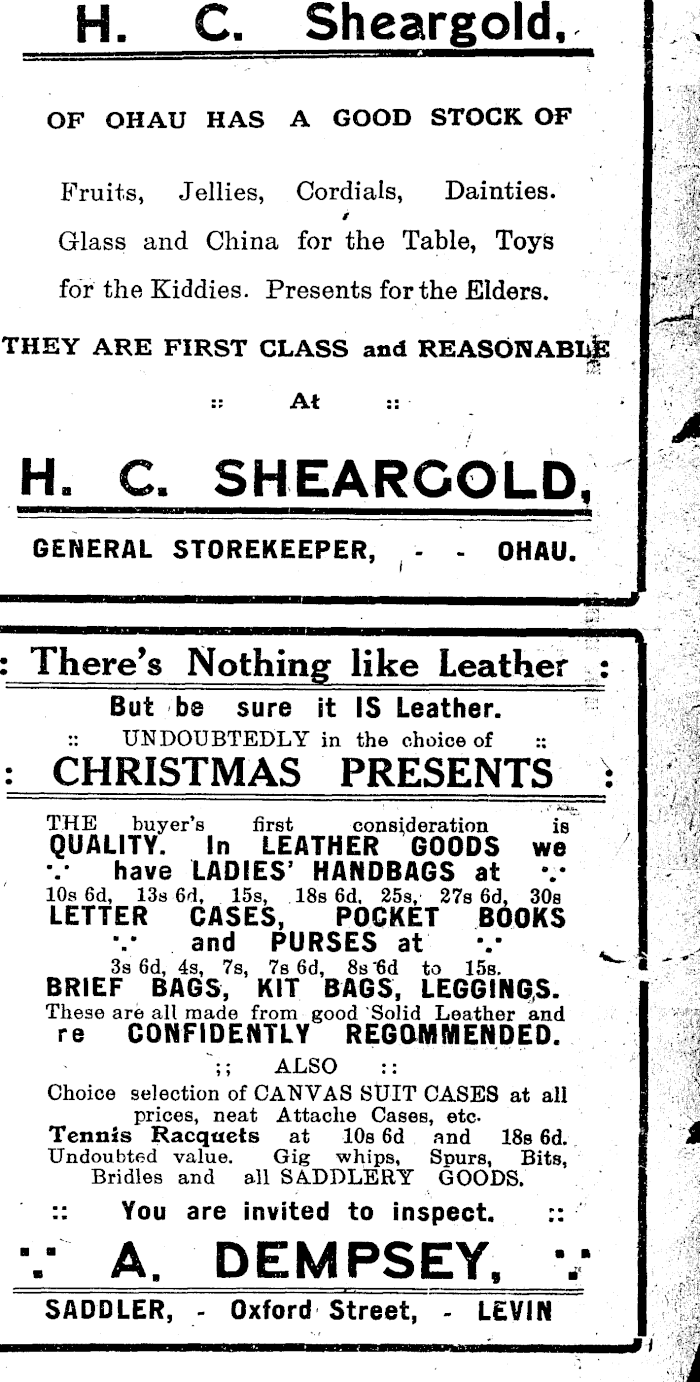 H. C. Sheargold,
OF OHAU HAS A GOOD STOCK OF
Fruits, Jellies, Cordials, Dainties.
Glass and China for the Table, Toys
for the Kiddies. Presents for the Elders.
THEY ARE FIRST CLASS and REASONABLE
:: At ::
H. C. SHEARGOLD,
GENERAL STOREKEEPER, - - OHAU.
: There's Nothing like Leather :
But be sure it IS Leather.
:: UNDOUBTEDLY in the choice of ::
: CHRISTMAS PRESENTS :
THE buyer's first consideration is
QUALITY. In LEATHER GOODS we
have LADIES' HANDBAGS at
10s 6d, 13s 6d, 15s, 18s 6d, 25s, 27s 6d, 30s
LETTER CASES, POCKET BOOKS
and PURSES at
3s 6d, 4s, 7s, 7s 6d, 8s 6d to 15s.
BRIEF BAGS, KIT BAGS, LEGGINGS.
These are all made from good Solid Leather and
re CONFIDENTLY REGOMMENDED.
;; ALSO ::
Choice selection of CANVAS SUIT CASES at all
prices, neat Attache Cases, etc.
Tennis Racquets at 10s 6d and 18s 6d.
Undoubted value. Gig whips, Spurs, Bits,
Bridles and all SADDLERY GOODS.
:: You are invited to inspect. ::
A. DEMPSEY,
SADDLER, - Oxford Street, - LEVIN